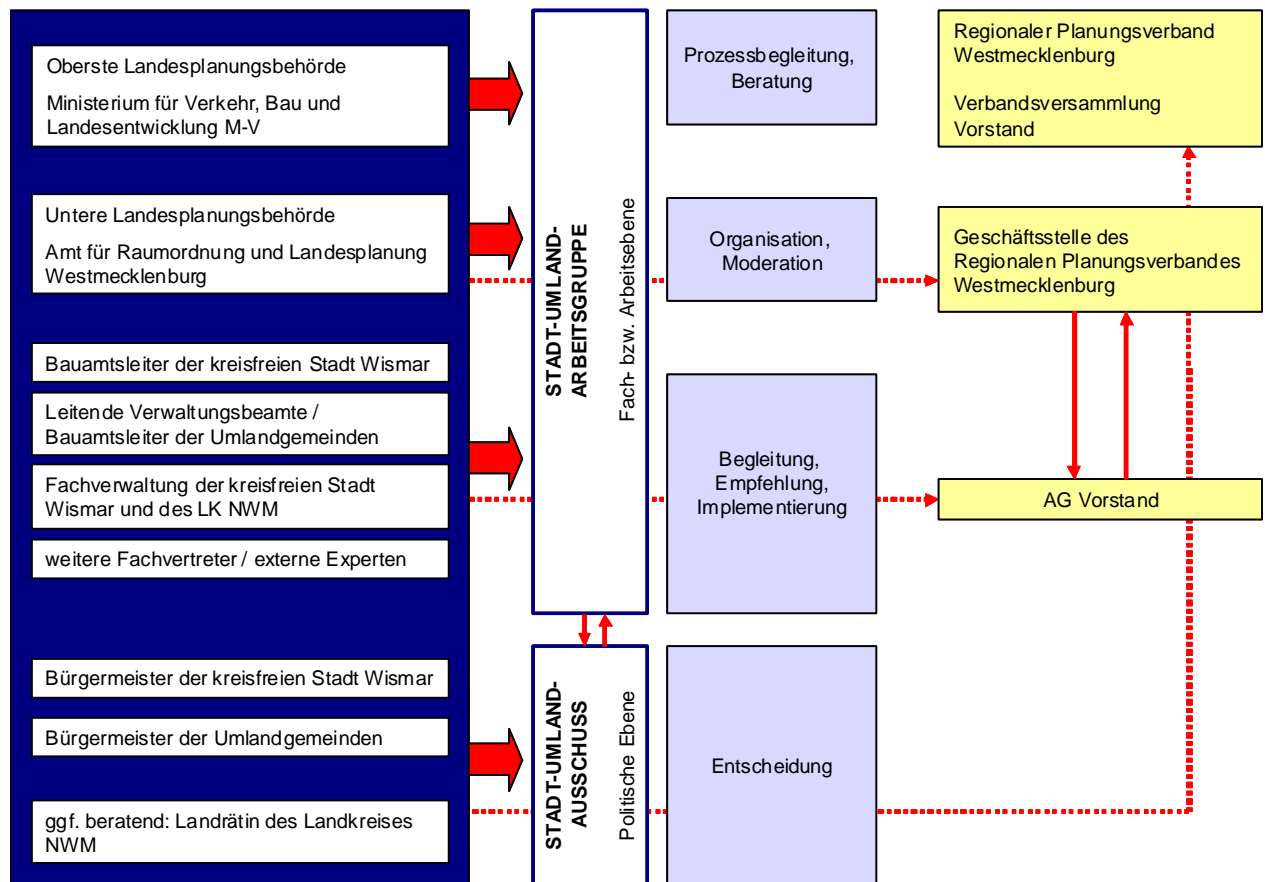 Oberste Landesplanungsbehörde
Ministerium für Verkehr, Bau und
Landesentwicklung M-V
Untere Landesplanungsbehörde
Amt für Raumordnung und Landesplanung
Westmecklenburg
Bauamtsleiter der kreisfreien Stadt Wismar
Leitende Verwaltungsbeamte /
Bauamtsleiter der Umlandgemeinden
Fachverwaltung der kreisfreien Stadt
Wismar und des LK NWM
weitere Fachvertreter / externe Experten
Bürgermeister der kreisfreien Stadt Wismar
Bürgermeister der Umlandgemeinden
ggf. beratend: Landrätin des Landkreises
NWM
STADT-UMLAND-
ARBEITSGRUPPE
Fach- bzw. Arbeitsebene
STADT-UMLAND-
AUSSCHUSS
Politische Ebene
Prozessbegleitung,
Beratung
Organisation,
Moderation
Begleitung,
Empfehlung,
Implementierung
Entscheidung
Regionaler Planungsverband
Westmecklenburg
Verbandsversammlung
Vorstand
Geschäftsstelle des
Regionalen Planungsverbandes
Westmecklenburg
AG Vorstand